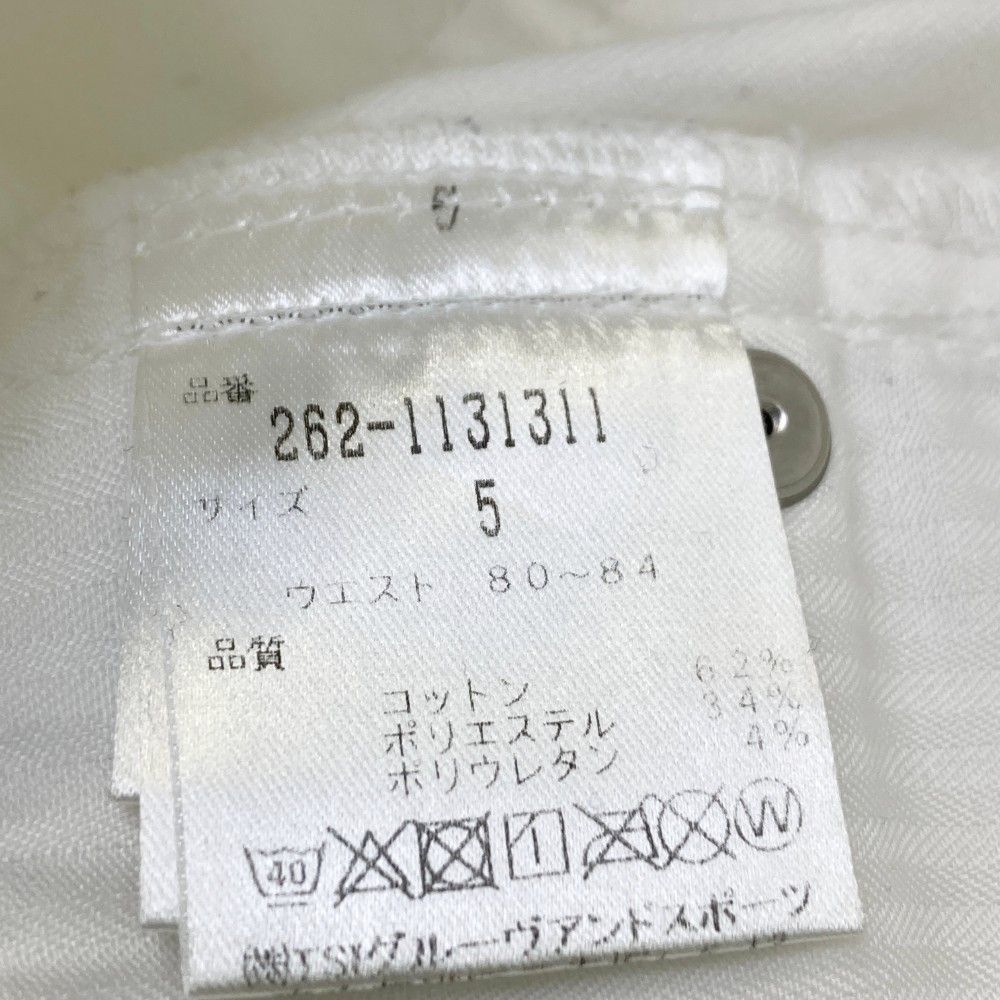 品番
262-1131311
サイズ 5
ウエスト 80~84
品質
コットン 62%
ポリエステル 34%
ポリウレタン 4%
40
W
㈱TSIグルーヴアンドスポーツ